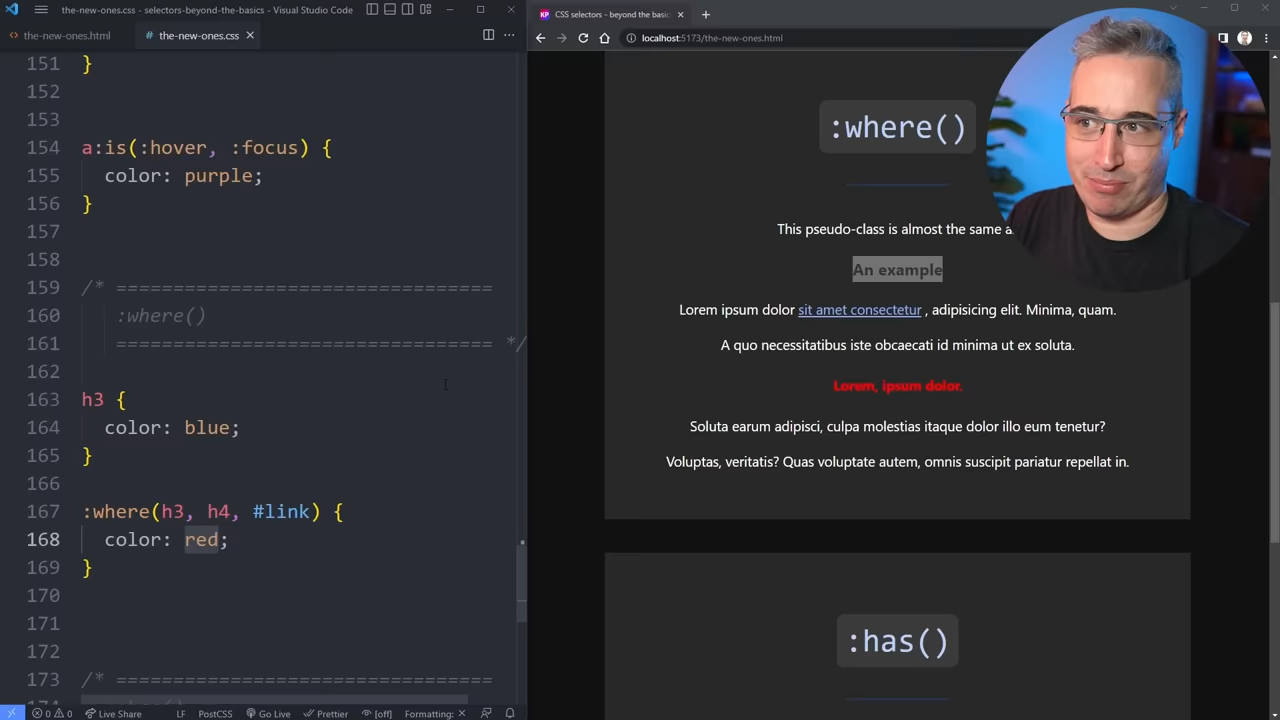 the-new-ones.css - selectors-beyond-the-basics - Visual Studio Code
the-new-ones.html
the-new-ones.css
151 }
152
153
154 a:is(:hover, :focus) {
155 color: purple;
156 }
157
158
159 /* =================================
160 :where()
161 ================================= */
162
163 h3 {
164 color: blue;
165 }
166
167 :where(h3, h4, #link) {
168 color: red;
169 }
170
171
172
173 /* =================================
0 0
Live Share
LF
PostCSS
Go Live
Prettier
[off]
Formatting:
KP CSS selectors - beyond the basic
localhost:5173/the-new-ones.html
:where()
This pseudo-class is almost the same a
An example
Lorem ipsum dolor sit amet consectetur , adipisicing elit. Minima, quam.
A quo necessitatibus iste obcaecati id minima ut ex soluta.
Lorem, ipsum dolor.
Soluta earum adipisci, culpa molestias itaque dolor illo eum tenetur?
Voluptas, veritatis? Quas voluptate autem, omnis suscipit pariatur repellat in.
:has()